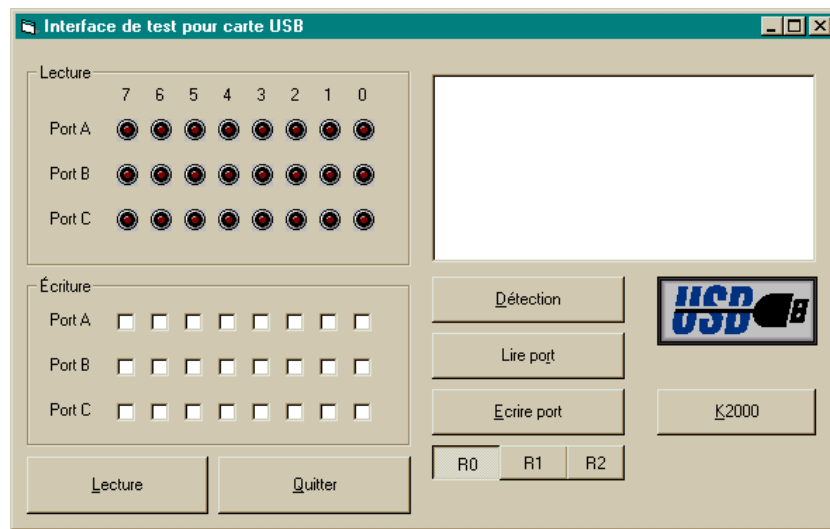 Interface de test pour carte USB
Lecture
7 6 5 4 3 2 1 0
Port A
Port B
Port C
Écriture
Port A
Port B
Port C
Lecture
Quitter
Détection
Lire port
Ecrire port
R0 R1 R2
USB
K2000